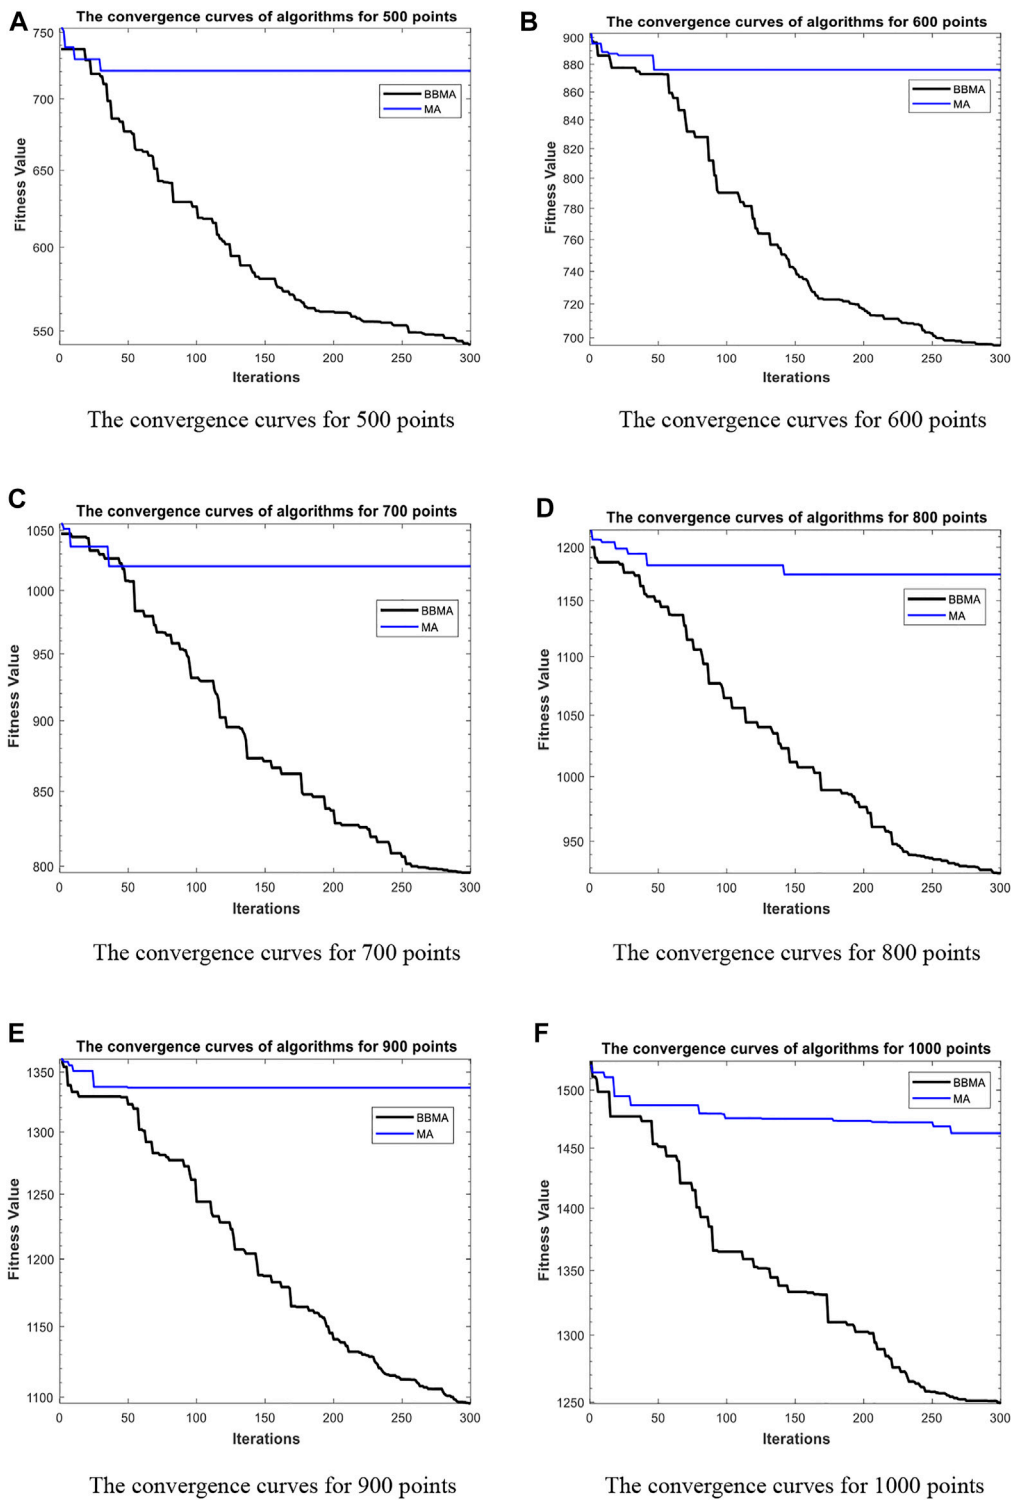 A
The convergence curves of algorithms for 500 points
750
700
650
600
550
Fitness Value
BBMA
MA
0 50 100 150 200 250 300
Iterations
The convergence curves for 500 points
B
The convergence curves of algorithms for 600 points
900
880
860
840
820
800
780
760
740
720
700
Fitness Value
BBMA
MA
0 50 100 150 200 250 300
Iterations
The convergence curves for 600 points
C
The convergence curves of algorithms for 700 points
1050
1000
950
900
850
800
Fitness Value
BBMA
MA
0 50 100 150 200 250 300
Iterations
The convergence curves for 700 points
D
The convergence curves of algorithms for 800 points
1200
1150
1100
1050
1000
950
Fitness Value
BBMA
MA
0 50 100 150 200 250 300
Iterations
The convergence curves for 800 points
E
The convergence curves of algorithms for 900 points
1350
1300
1250
1200
1150
1100
Fitness Value
BBMA
MA
0 50 100 150 200 250 300
Iterations
The convergence curves for 900 points
F
The convergence curves of algorithms for 1000 points
1500
1450
1400
1350
1300
1250
Fitness Value
BBMA
MA
0 50 100 150 200 250 300
Iterations
The convergence curves for 1000 points